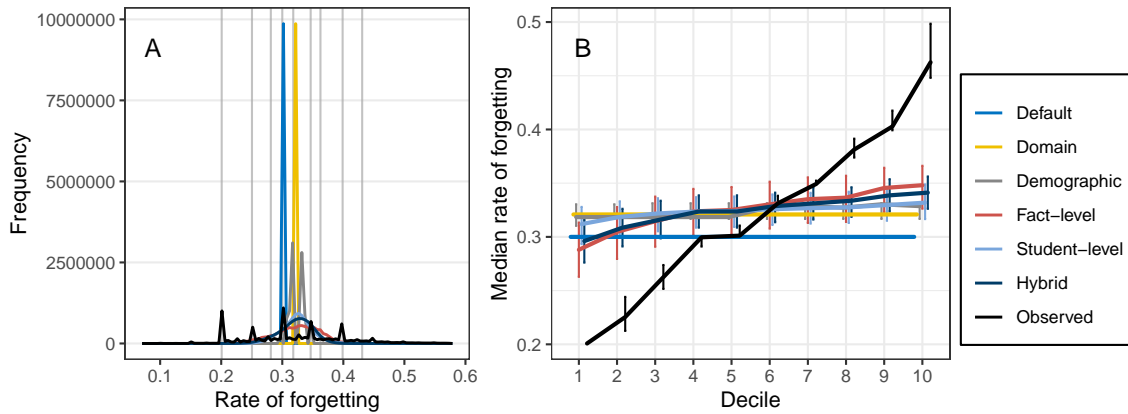 A
Frequency
10000000
7500000
5000000
2500000
0
0.1 0.2 0.3 0.4 0.5 0.6
Rate of forgetting
B
Median rate of forgetting
0.5
0.4
0.3
0.2
1 2 3 4 5 6 7 8 9 10
Decile
Default
Domain
Demographic
Fact−level
Student−level
Hybrid
Observed